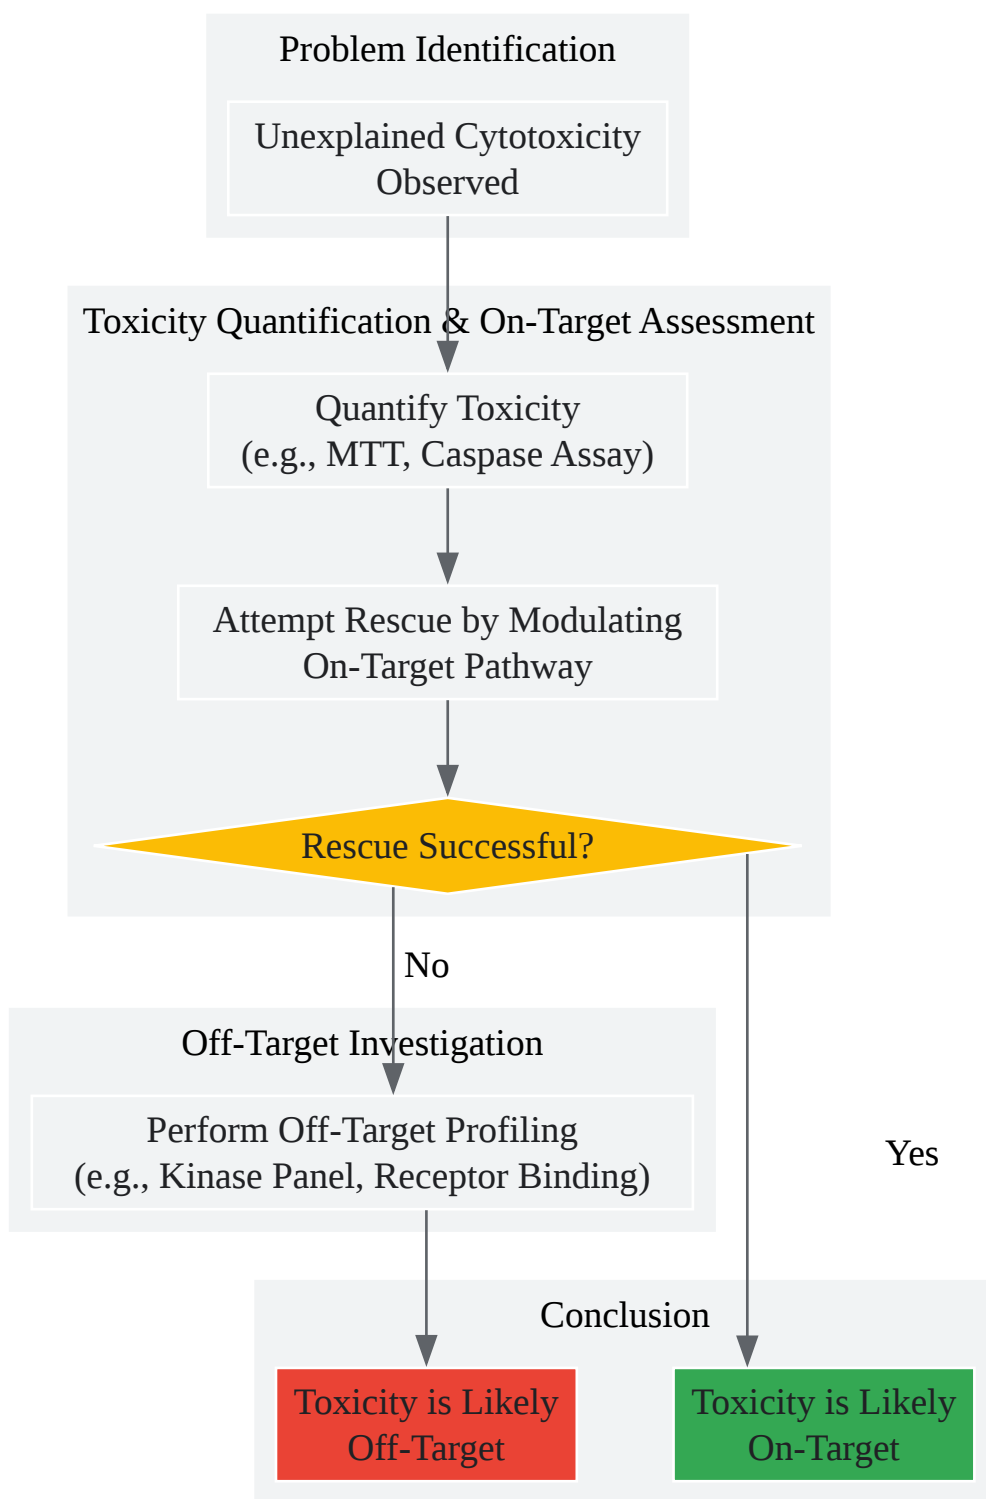 Problem Identification
Unexplained Cytotoxicity
Observed
Toxicity Quantification & On-Target Assessment
Quantify Toxicity
(e.g., MTT, Caspase Assay)
Attempt Rescue by Modulating
On-Target Pathway
Rescue Successful?
No
Off-Target Investigation
Perform Off-Target Profiling
(e.g., Kinase Panel, Receptor Binding)
Yes
Conclusion
Toxicity is Likely
Off-Target
Toxicity is Likely
On-Target